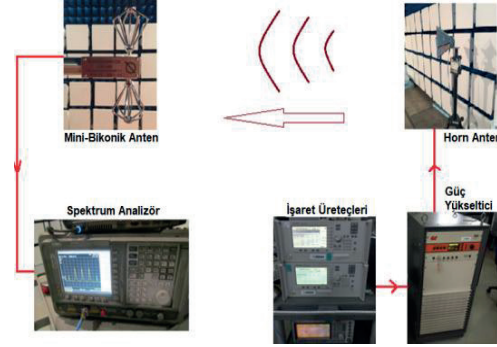 Mini-Bikonik Anten
Horn Anten
Spektrum Analizör
İşaret Üreteçleri
Güç
Yükseltici